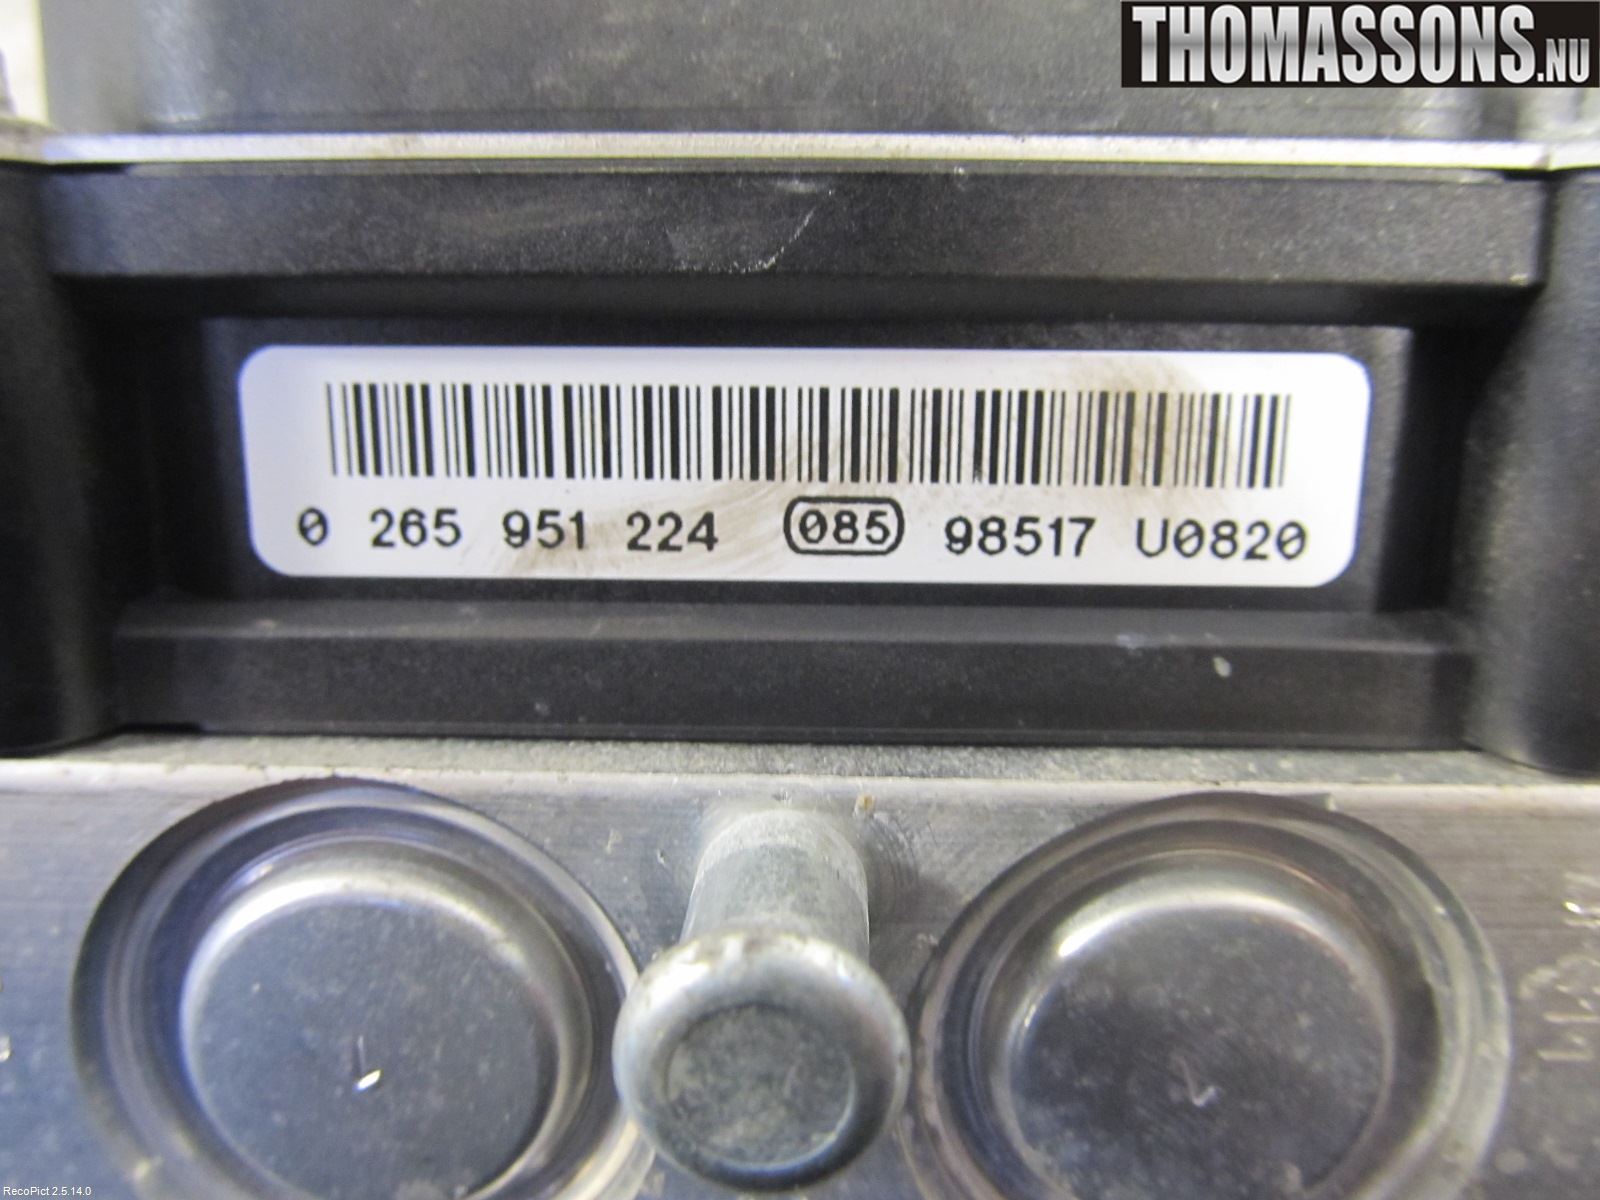 THOMASSONS.NU
0 265 951 224 085 98517 U0820
RecoPict 2.5.14.0